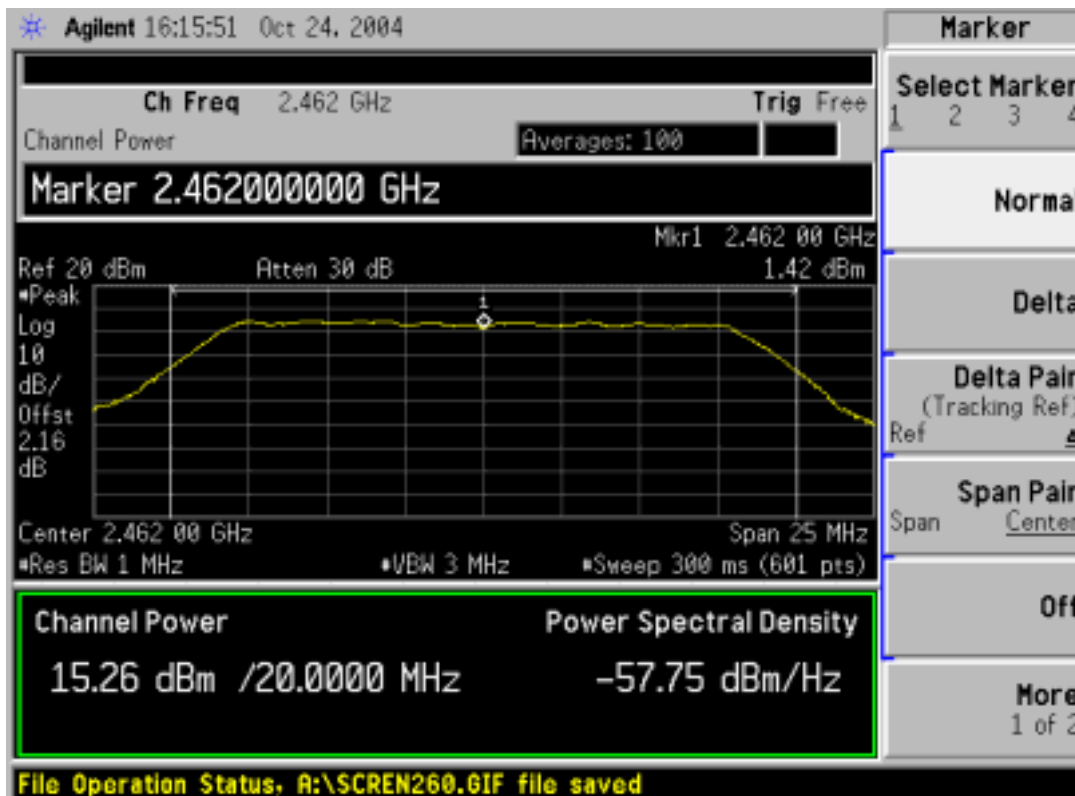 Agilent 16:15:51 Oct 24, 2004
Marker
Ch Freq 2.462 GHz
Trig Free
Channel Power
Averages: 100
Marker 2.462000000 GHz
Mkr1 2.462 00 GHz
Ref 20 dBm
Atten 30 dB
1.42 dBm
Peak
Log
10
dB/
Offst
2.16
dB
1
Center 2.462 00 GHz
Span 25 MHz
Res BW 1 MHz
VBW 3 MHz
Sweep 300 ms (601 pts)
Channel Power
Power Spectral Density
15.26 dBm /20.0000 MHz
-57.75 dBm/Hz
Select Marker
1 2 3 4
Normal
Delta
Delta Pair
(Tracking Ref)
Ref
Span Pair
Span Center
Off
More
1 of 2
File Operation Status, A:\SCREN260.GIF file saved